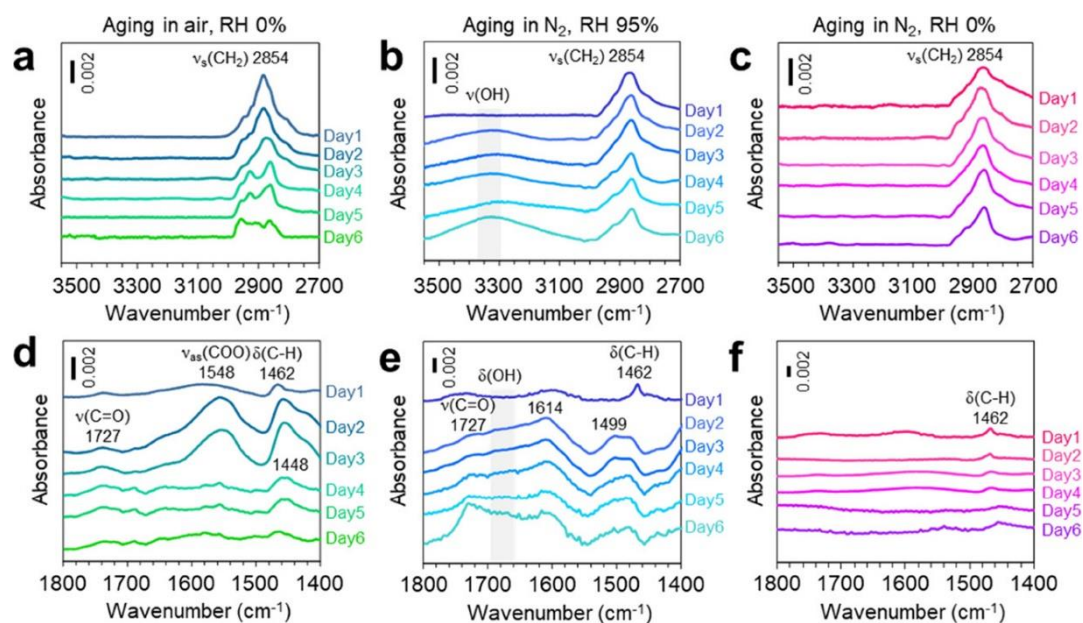 Aging in air, RH 0%
Aging in N2, RH 95%
Aging in N2, RH 0%
a
0.002
νs(CH2) 2854
Day1
Day2
Day3
Day4
Day5
Day6
Absorbance
3500 3300 3100 2900 2700
Wavenumber (cm-1)
b
0.002
νs(CH2) 2854
ν(OH)
Day1
Day2
Day3
Day4
Day5
Day6
Absorbance
3500 3300 3100 2900 2700
Wavenumber (cm-1)
c
0.002
νs(CH2) 2854
Day1
Day2
Day3
Day4
Day5
Day6
Absorbance
3500 3300 3100 2900 2700
Wavenumber (cm-1)
d
0.002
νas(COO) δ(C-H)
1548 1462
Day1
ν(C=O)
1727
Day2
Day3
1448
Day4
Day5
Day6
Absorbance
1800 1700 1600 1500 1400
Wavenumber (cm-1)
e
0.002
δ(C-H)
1462
δ(OH)
Day1
ν(C=O)
1727 1614 1499
Day2
Day3
Day4
Day5
Day6
Absorbance
1800 1700 1600 1500 1400
Wavenumber (cm-1)
f
0.002
δ(C-H)
1462
Day1
Day2
Day3
Day4
Day5
Day6
Absorbance
1800 1700 1600 1500 1400
Wavenumber (cm-1)